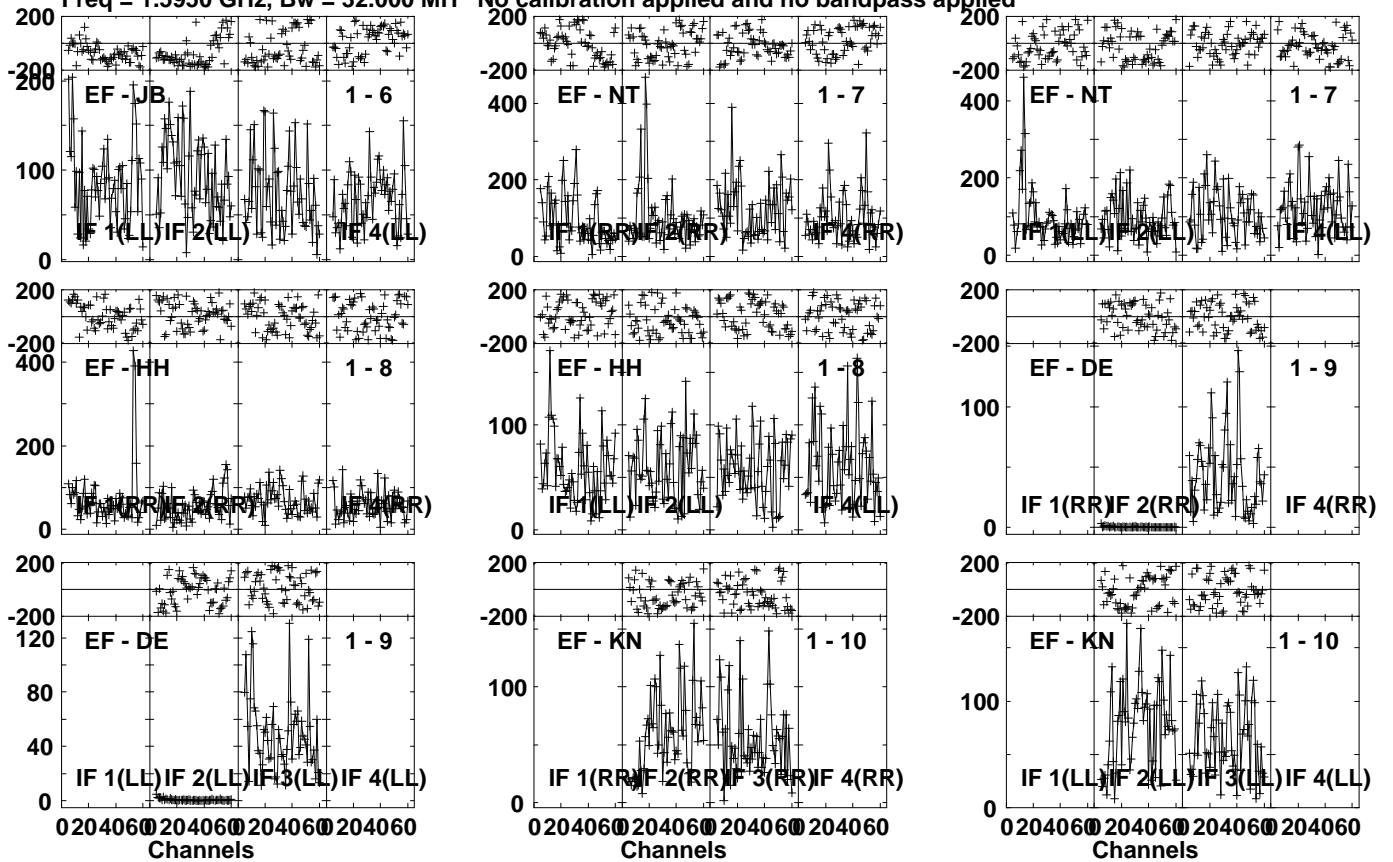 Freq = 1.5950 GHz, Bw = 32.000 MH No calibration applied and no bandpass applied
200
-200
200
EF - JB 1 - 6
100
IF 1(LL) IF 2(LL) IF 4(LL)
0
200
-200
400
EF - NT 1 - 7
200
IF 1(RR) IF 2(RR) IF 4(RR)
0
200
-200
400
EF - NT 1 - 7
200
IF 1(LL) IF 2(LL) IF 4(LL)
0
200
-200
400
EF - HH 1 - 8
200
IF 1(RR) IF 2(RR) IF 4(RR)
0
200
-200
EF - HH 1 - 8
100
IF 1(LL) IF 2(LL) IF 4(LL)
0
200
-200
EF - DE 1 - 9
100
IF 1(RR) IF 2(RR) IF 4(RR)
0
200
-200
120
EF - DE 1 - 9
80
40
IF 1(LL) IF 2(LL) IF 3(LL) IF 4(LL)
0
0 20 40 60 0 20 40 60 0 20 40 60 0 20 40 60
Channels
200
-200
EF - KN 1 - 10
100
IF 1(RR) IF 2(RR) IF 3(RR) IF 4(RR)
0
0 20 40 60 0 20 40 60 0 20 40 60 0 20 40 60
Channels
200
-200
EF - KN 1 - 10
100
IF 1(LL) IF 2(LL) IF 3(LL) IF 4(LL)
0
0 20 40 60 0 20 40 60 0 20 40 60 0 20 40 60
Channels